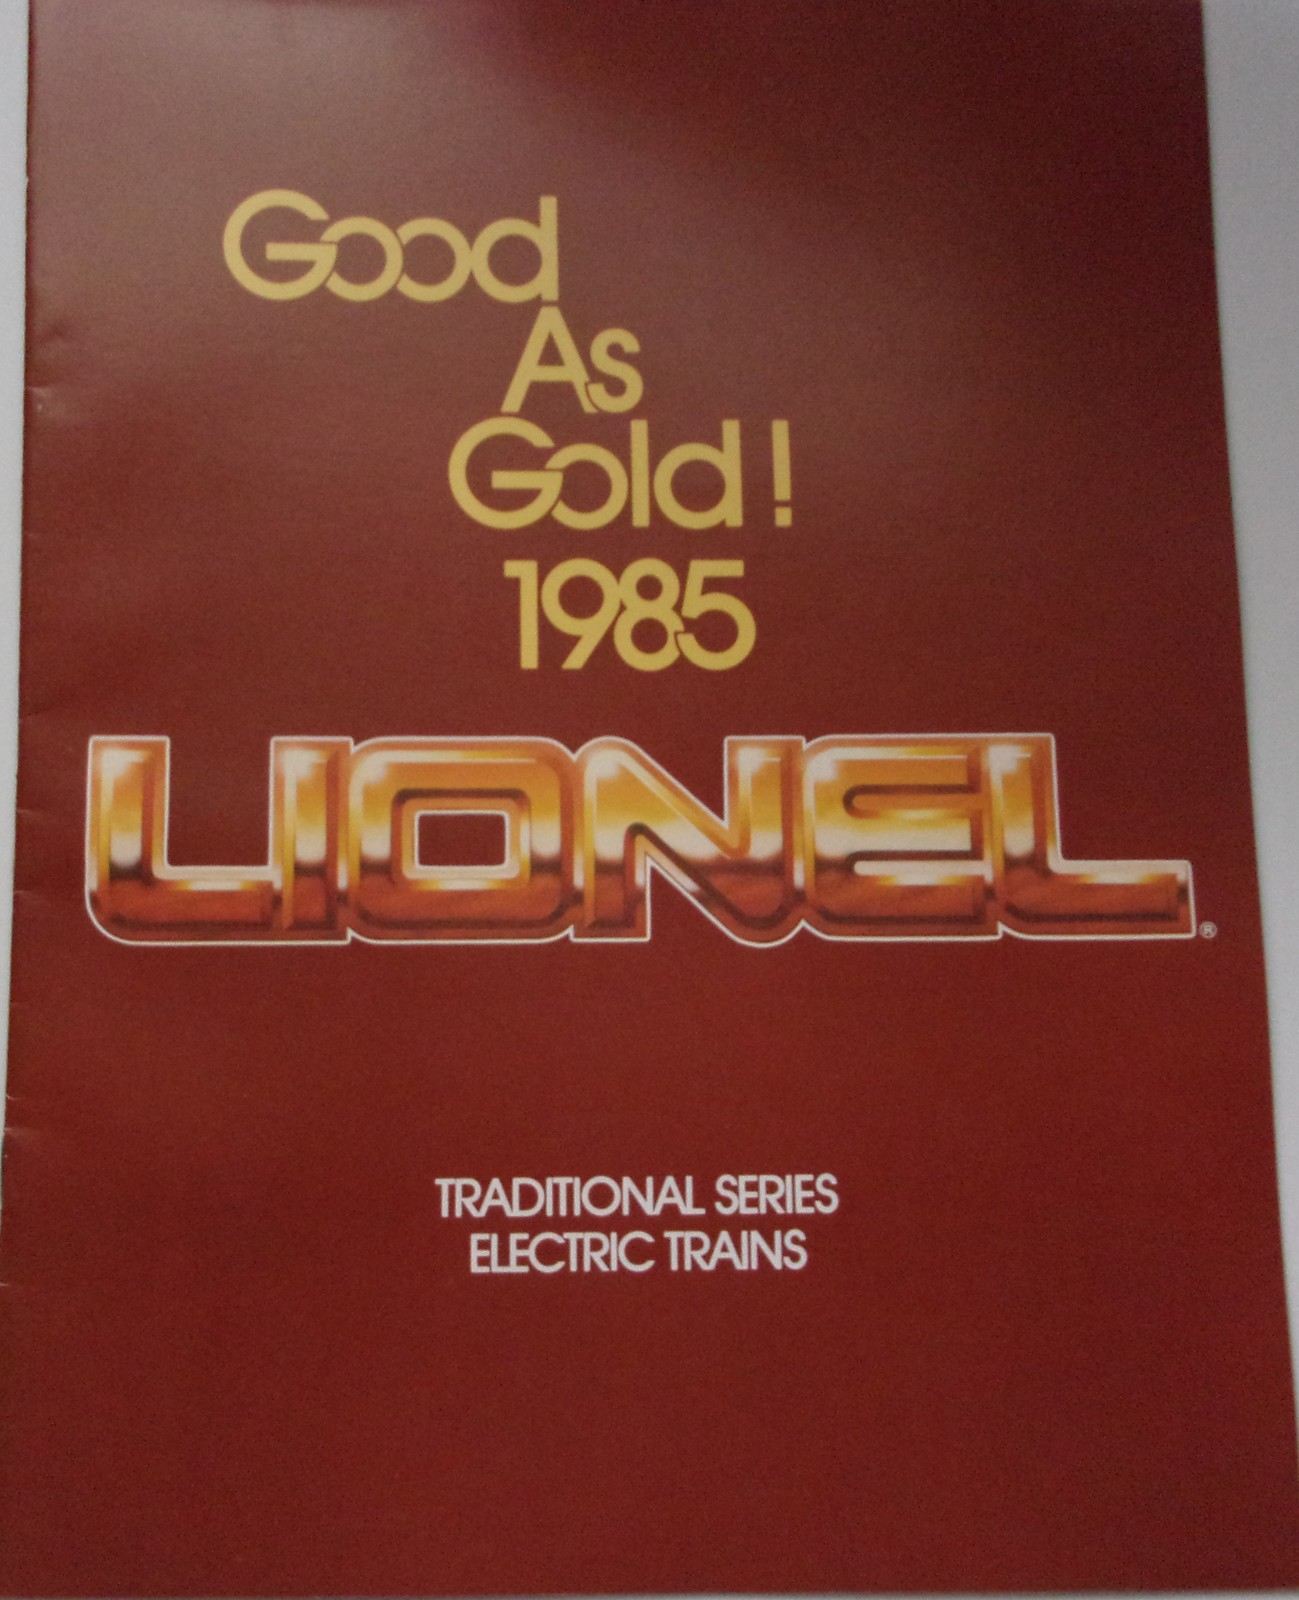 Good
As
Gold!
1985
LIONEL®
TRADITIONAL SERIES
ELECTRIC TRAINS